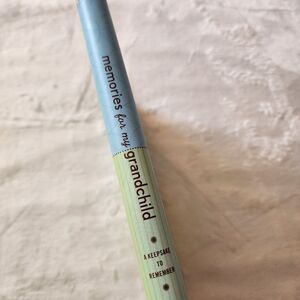 memories for my grandchild
A KEEPSAKE
TO
REMEMBER